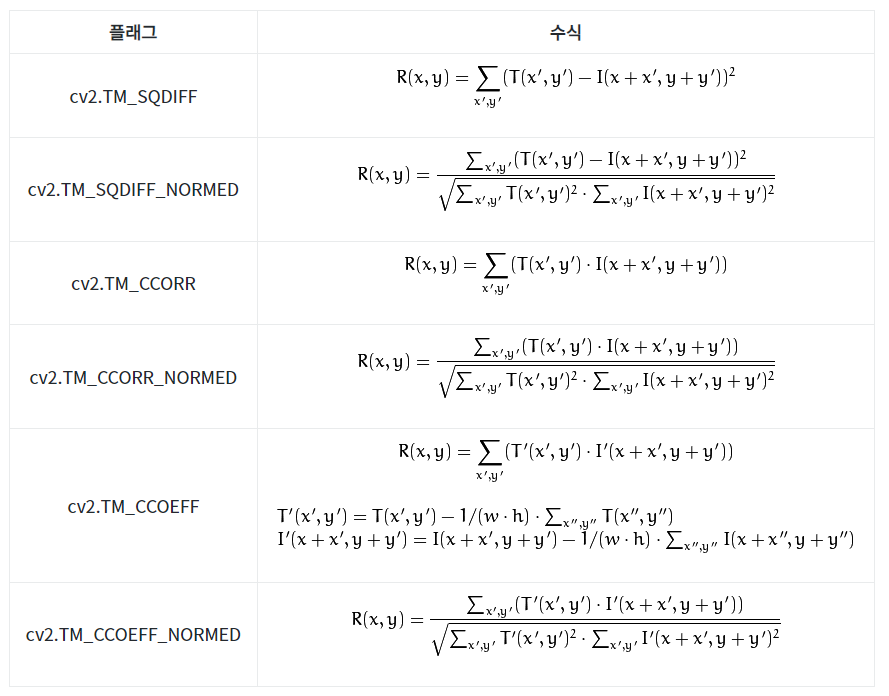 플래그 수식
cv2.TM_SQDIFF R(x, y) = ∑x′,y′ (T(x′, y′) − I(x + x′, y + y′))²
cv2.TM_SQDIFF_NORMED R(x, y) = ∑x′,y′ (T(x′, y′) − I(x + x′, y + y′))² / √(∑x′,y′ T(x′, y′)² · ∑x′,y′ I(x + x′, y + y′)²)
cv2.TM_CCORR R(x, y) = ∑x′,y′ (T(x′, y′) · I(x + x′, y + y′))
cv2.TM_CCORR_NORMED R(x, y) = ∑x′,y′ (T(x′, y′) · I(x + x′, y + y′)) / √(∑x′,y′ T(x′, y′)² · ∑x′,y′ I(x + x′, y + y′)²)
cv2.TM_CCOEFF R(x, y) = ∑x′,y′ (T′(x′, y′) · I′(x + x′, y + y′))
T′(x′, y′) = T(x′, y′) − 1/(w · h) · ∑x″,y″ T(x″, y″)
I′(x + x′, y + y′) = I(x + x′, y + y′) − 1/(w · h) · ∑x″,y″ I(x + x″, y + y″)
cv2.TM_CCOEFF_NORMED R(x, y) = ∑x′,y′ (T′(x′, y′) · I′(x + x′, y + y′)) / √(∑x′,y′ T′(x′, y′)² · ∑x′,y′ I′(x + x′, y + y′)²)